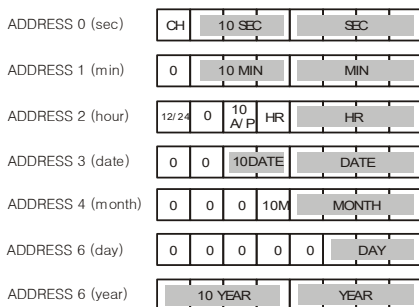 ADDRESS 0 (sec) CH 10 SEC SEC
ADDRESS 1 (min) 0 10 MIN MIN
ADDRESS 2 (hour) 12/24 0 10 A/P HR HR
ADDRESS 3 (date) 0 0 10DATE DATE
ADDRESS 4 (month) 0 0 0 10M MONTH
ADDRESS 6 (day) 0 0 0 0 0 DAY
ADDRESS 6 (year) 10 YEAR YEAR